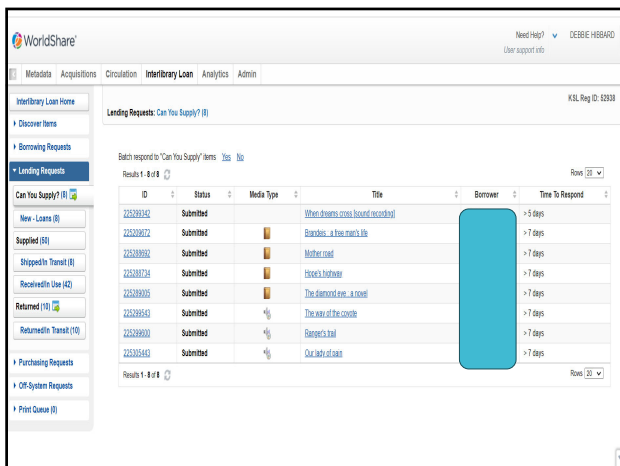 WorldShare®
Need Help? DEBBIE HIBBARD
User support info
Metadata Acquisitions Circulation Interlibrary Loan Analytics Admin
Interlibrary Loan Home
KSL Reg ID: 52938
Lending Requests: Can You Supply? (8)
Discover Items
Borrowing Requests
Lending Requests
Can You Supply? (8)
New - Loans (8)
Supplied (50)
Shipped/In Transit (8)
Received/In Use (42)
Returned (10)
Returned/In Transit (10)
Purchasing Requests
Off-System Requests
Print Queue (0)
Batch respond to "Can You Supply" items Yes No
Results 1 - 8 of 8 Rows 20
ID Status Media Type Title Borrower Time To Respond
225299342 Submitted When dreams cross [sound recording] > 5 days
225209672 Submitted Brandeis : a free man's life > 7 days
225288692 Submitted Mother road > 7 days
225288734 Submitted Hope's highway > 7 days
225289005 Submitted The diamond eye : a novel > 7 days
225299543 Submitted The way of the coyote > 7 days
225299600 Submitted Ranger's trail > 7 days
225305443 Submitted Our lady of pain > 7 days
Results 1 - 8 of 8 Rows 20